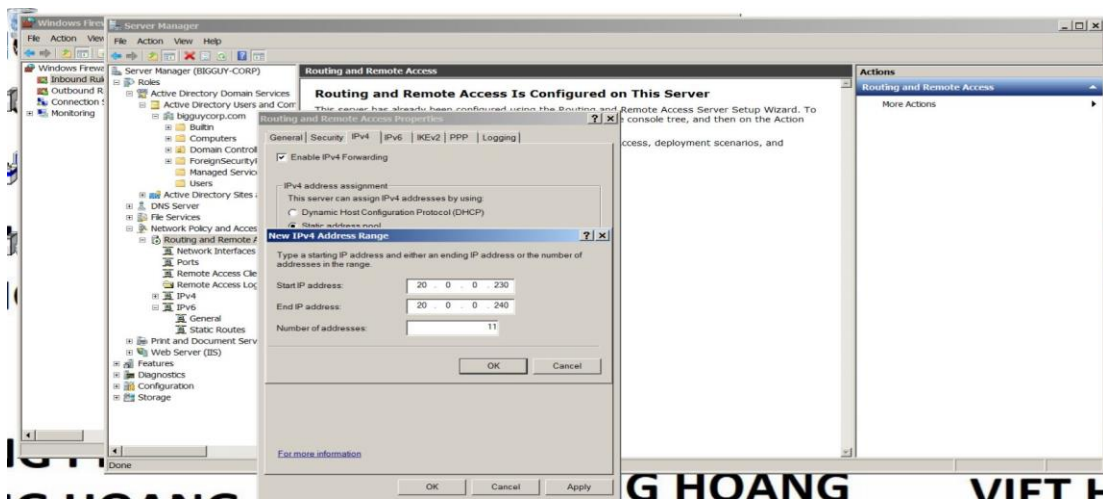 Windows Fires
File Action View
Windows Firewa
Inbound Rul
Outbound R
Connection S
Monitoring
Server Manager
File Action View Help
Server Manager (BIGGUY-CORP)
Roles
Active Directory Domain Services
Active Directory Users and Com
bigguycorp.com
Builtin
Computers
Domain Control
ForeignSecurityP
Managed Servic
Users
Active Directory Sites a
DNS Server
File Services
Network Policy and Acces
Routing and Remote A
Network Interfaces
Ports
Remote Access Clie
Remote Access Log
IPv4
IPv6
General
Static Routes
Print and Document Serv
Web Server (IIS)
Features
Diagnostics
Configuration
Storage
Done
Routing and Remote Access
Routing and Remote Access Is Configured on This Server
This server has already been configured using the Routing and Remote Access Server Setup Wizard. To
e console tree, and then on the Action
ccess, deployment scenarios, and
Routing and Remote Access Properties
General Security IPv4 IPv6 IKEv2 PPP Logging
Enable IPv4 Forwarding
IPv4 address assignment
This server can assign IPv4 addresses by using:
Dynamic Host Configuration Protocol (DHCP)
Static address pool
New IPv4 Address Range
Type a starting IP address and either an ending IP address or the number of
addresses in the range.
Start IP address: 20 . 0 . 0 . 230
End IP address: 20 . 0 . 0 . 240
Number of addresses: 11
OK Cancel
For more information
OK Cancel Apply
Actions
Routing and Remote Access
More Actions
G HOANG VIET H